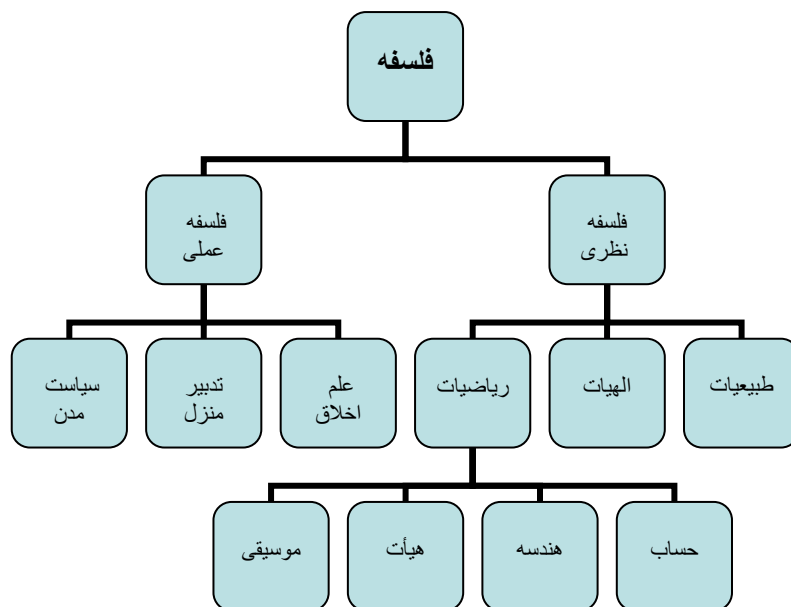 فلسفه
فلسفه
نظری
فلسفه
عملی
طبیعیات
الهیات
ریاضیات
علم
اخلاق
تدبیر
منزل
سیاست
مدن
حساب
هندسه
هیأت
موسیقی